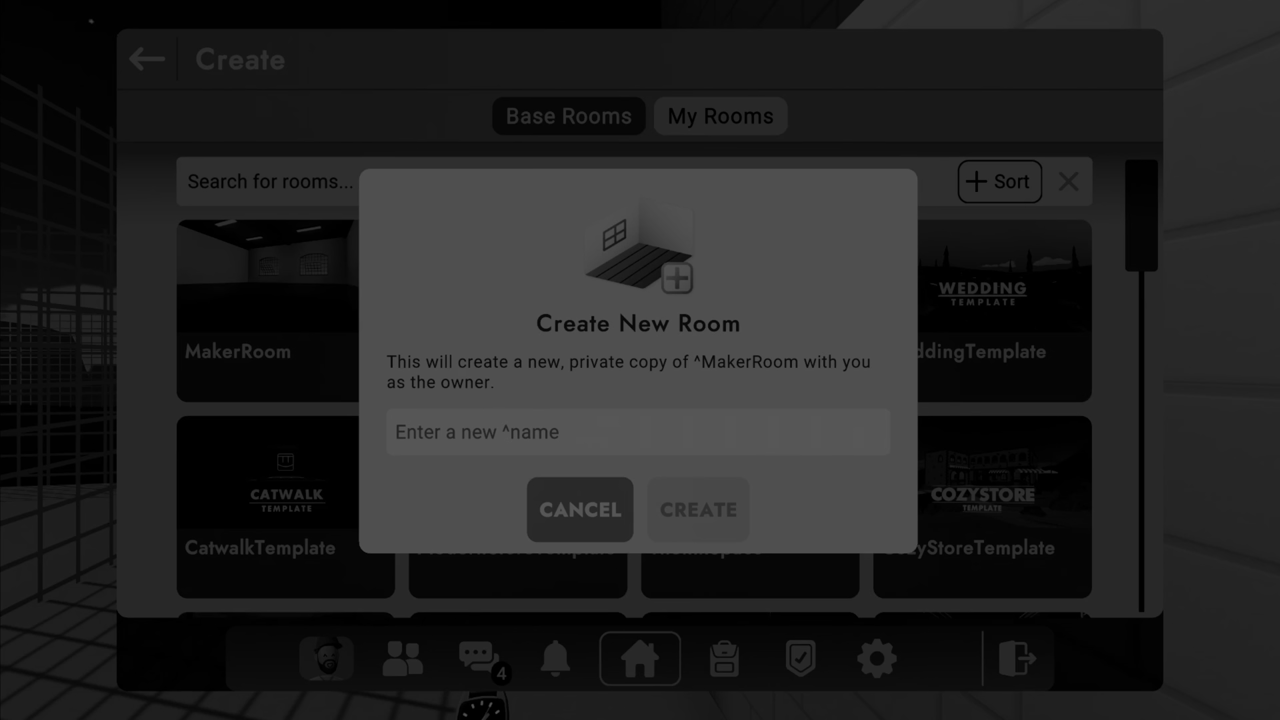 Create
Base Rooms
My Rooms
Search for rooms...
Sort
Create New Room
This will create a new, private copy of ^MakerRoom with you
as the owner.
Enter a new ^name
CANCEL
CREATE
MakerRoom
WEDDING
TEMPLATE
ddingTemplate
CATWALK
TEMPLATE
CatwalkTemplate
COZYSTORE
TEMPLATE
zyStoreTemplate
4